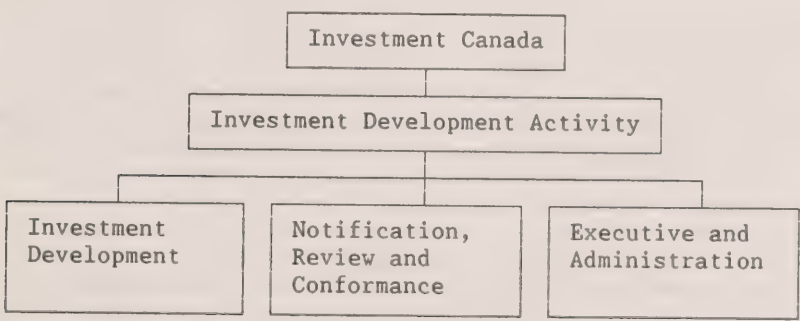 Investment Canada
Investment Development Activity
Investment
Development
Notification,
Review and
Conformance
Executive and
Administration